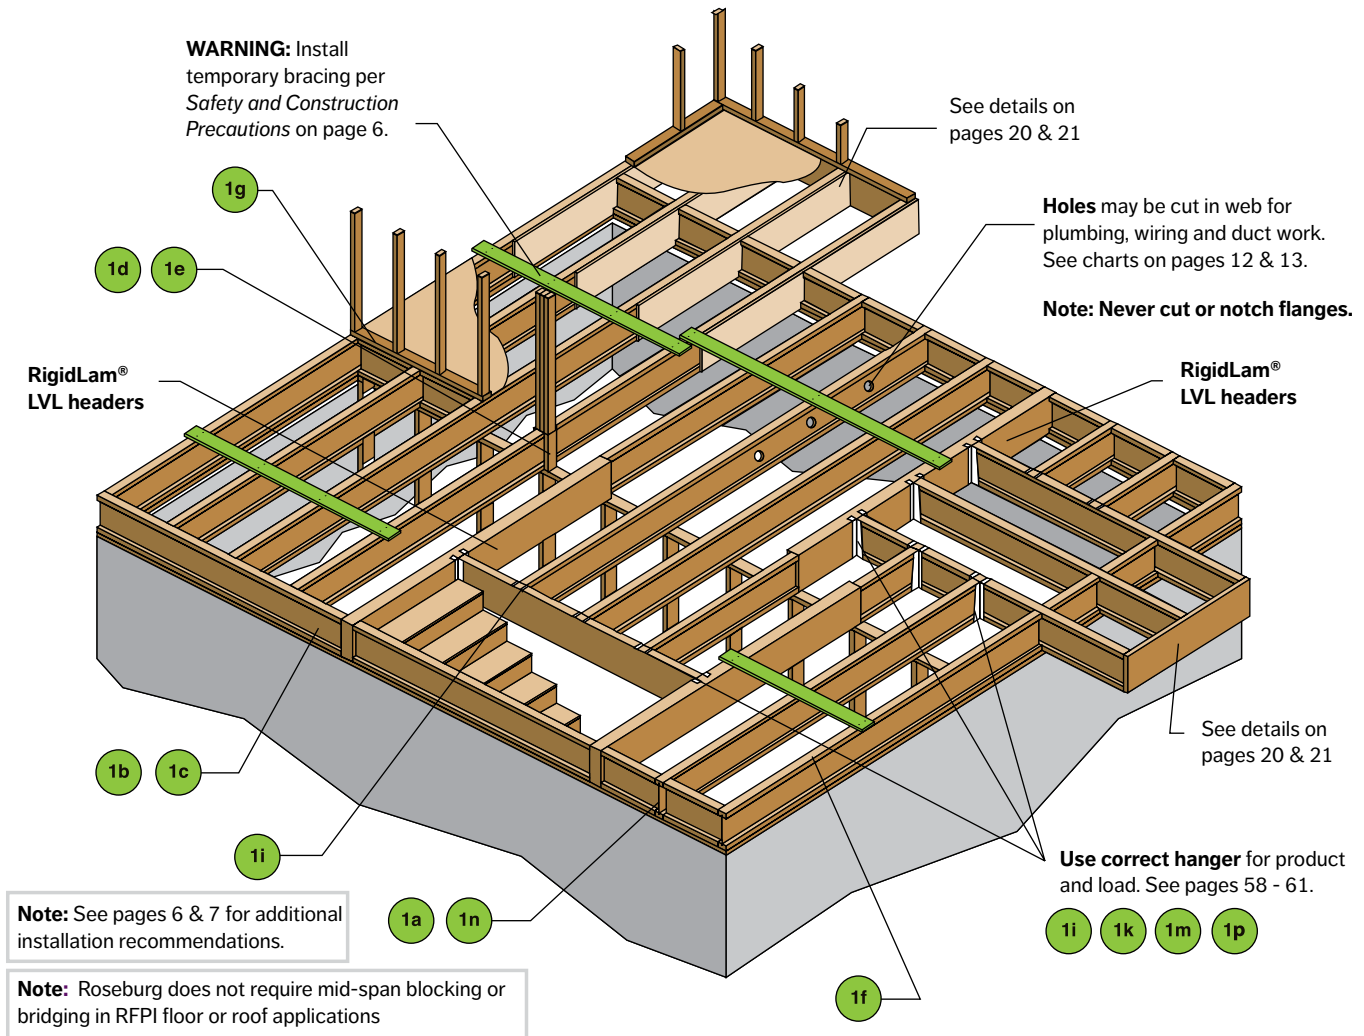 WARNING: Install
temporary bracing per
Safety and Construction
Precautions on page 6.
See details on
pages 20 & 21
1g
Holes may be cut in web for
plumbing, wiring and duct work.
See charts on pages 12 & 13.
1d 1e
Note: Never cut or notch flanges.
RigidLam®
LVL headers
RigidLam®
LVL headers
See details on
pages 20 & 21
1b 1c
1i
Use correct hanger for product
and load. See pages 58 - 61.
1i 1k 1m 1p
Note: See pages 6 & 7 for additional
installation recommendations.
1a 1n
1f
Note: Roseburg does not require mid-span blocking or
bridging in RFPI floor or roof applications